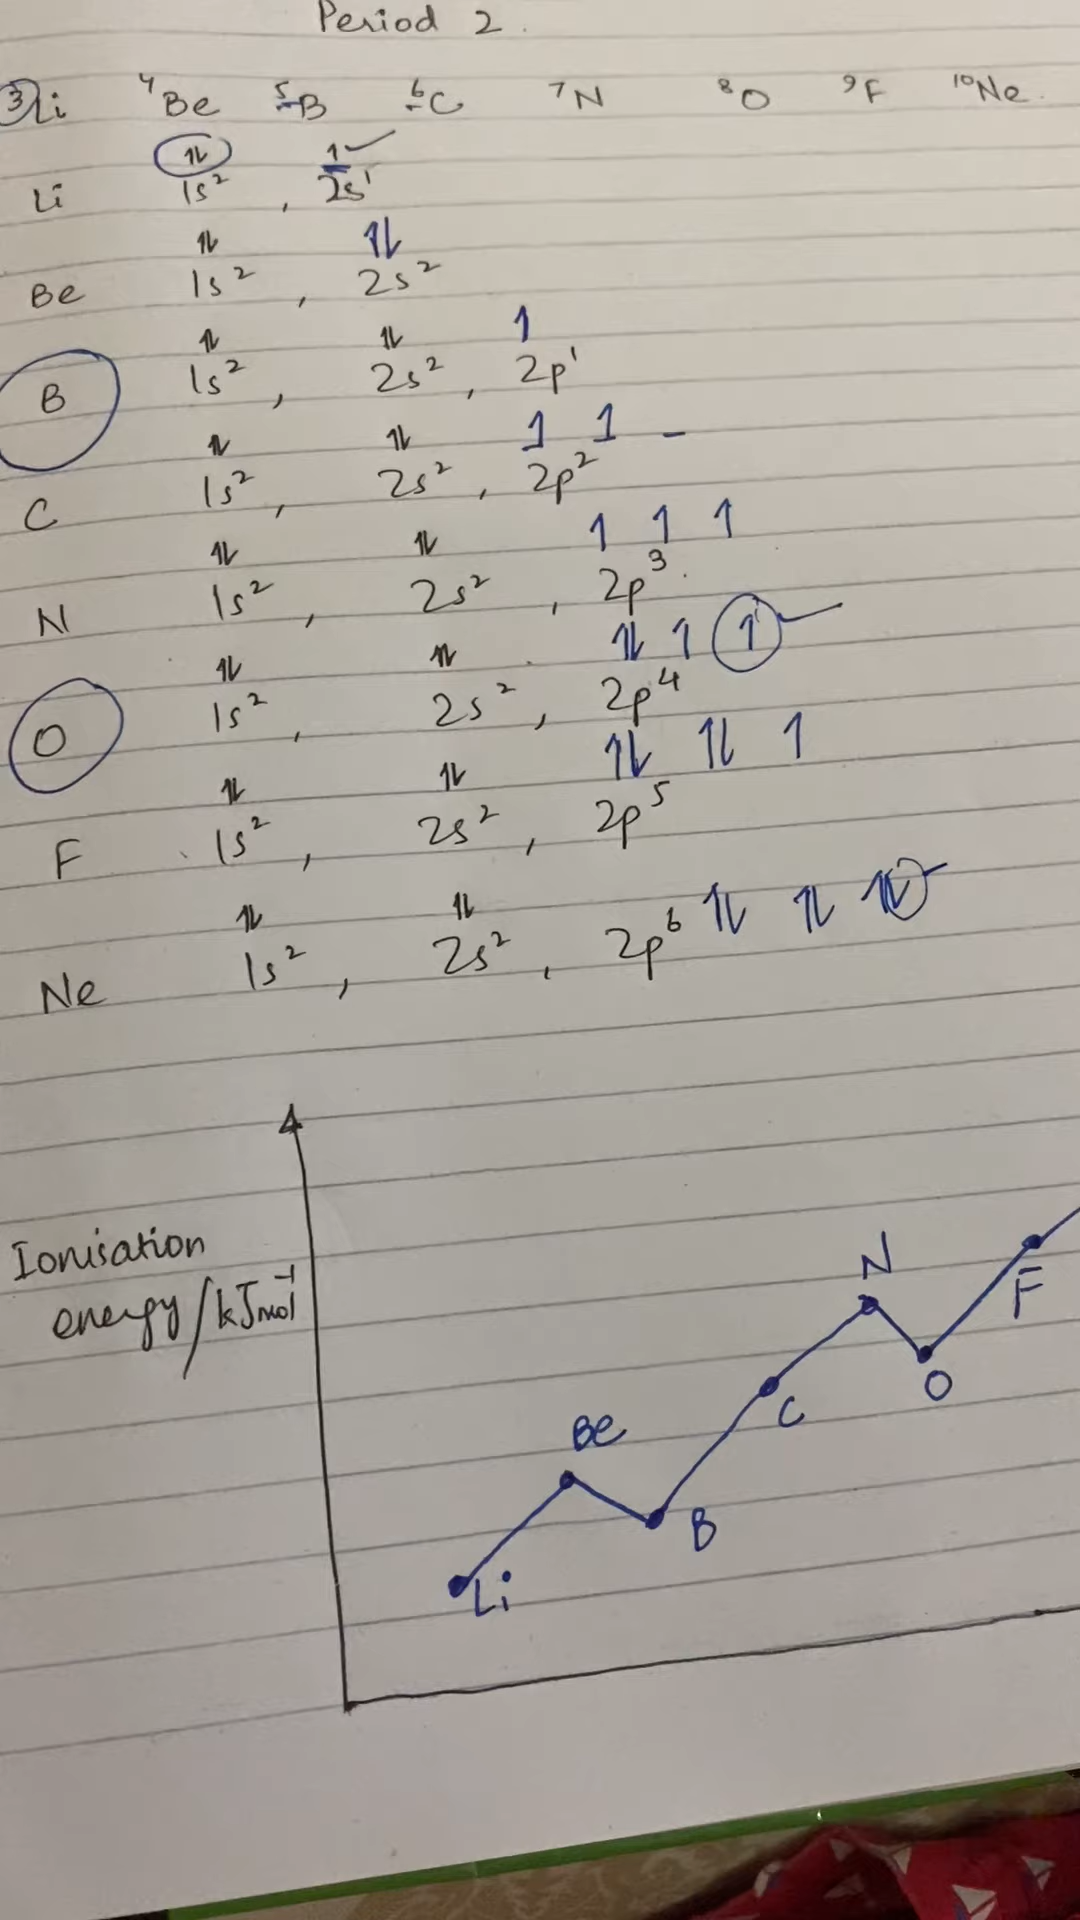 Period 2.
③Li ⁴Be ⁵B ⁶C ⁷N ⁸O ⁹F ¹⁰Ne.
⥮ ↿
Li 1s², 2s¹
⥮ ⥮
Be 1s², 2s²
⥮ ⥮ ↿
B 1s², 2s², 2p¹
⥮ ⥮ ↿ ↿ –
C 1s², 2s², 2p²
⥮ ⥮ ↿ ↿ ↿
N 1s², 2s², 2p³
⥮ ⥮ ⥮ ↿ ↿
O 1s², 2s², 2p⁴
⥮ ⥮ ⥮ ⥮ ↿
F 1s², 2s², 2p⁵
⥮ ⥮ ⥮ ⥮ ⥮
Ne 1s², 2s², 2p⁶
Ionisation
energy/kJmol⁻¹
N
F
O
C
Be
B
Li